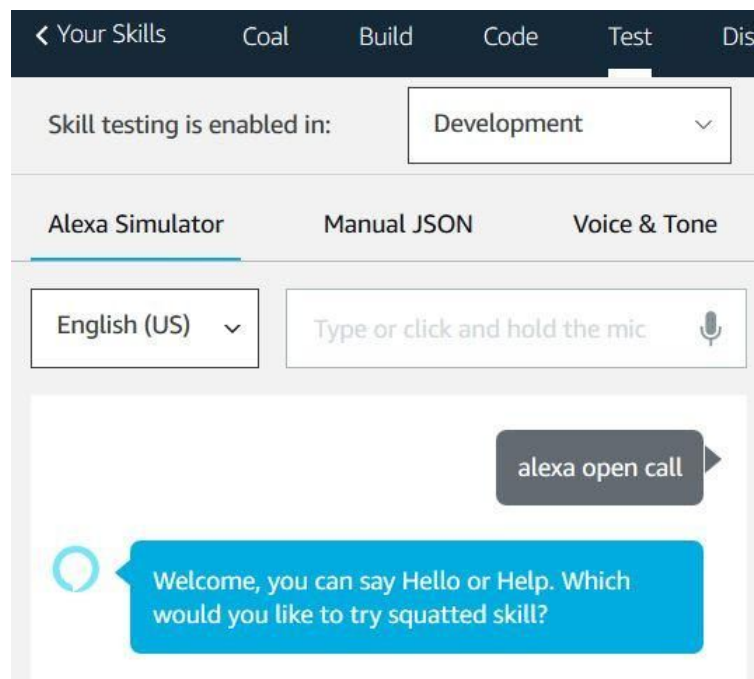 Your Skills Coal Build Code Test Dis
Skill testing is enabled in: Development
Alexa Simulator Manual JSON Voice & Tone
English (US) Type or click and hold the mic
alexa open call
Welcome, you can say Hello or Help. Which
would you like to try squatted skill?